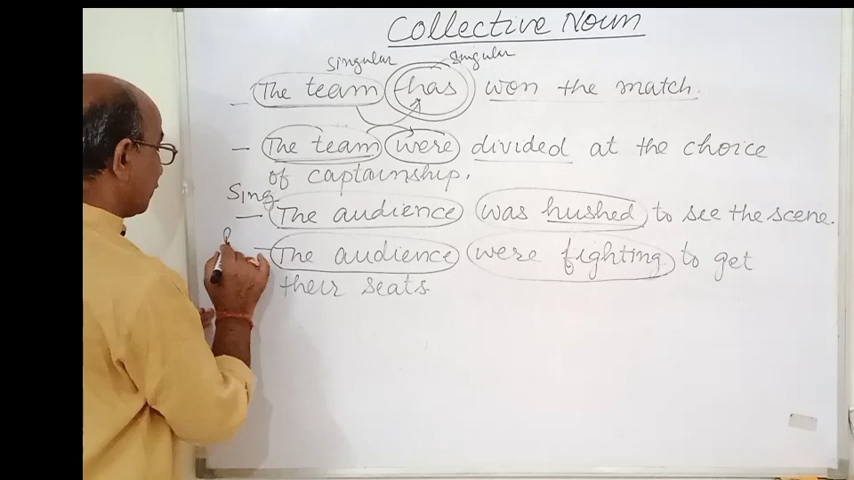 Collective Noun
singular singular
- The team has won the match.
- The team were divided at the choice
of captainship.
Sing.
- The audience was hushed to see the scene.
- The audience were fighting to get
their seats